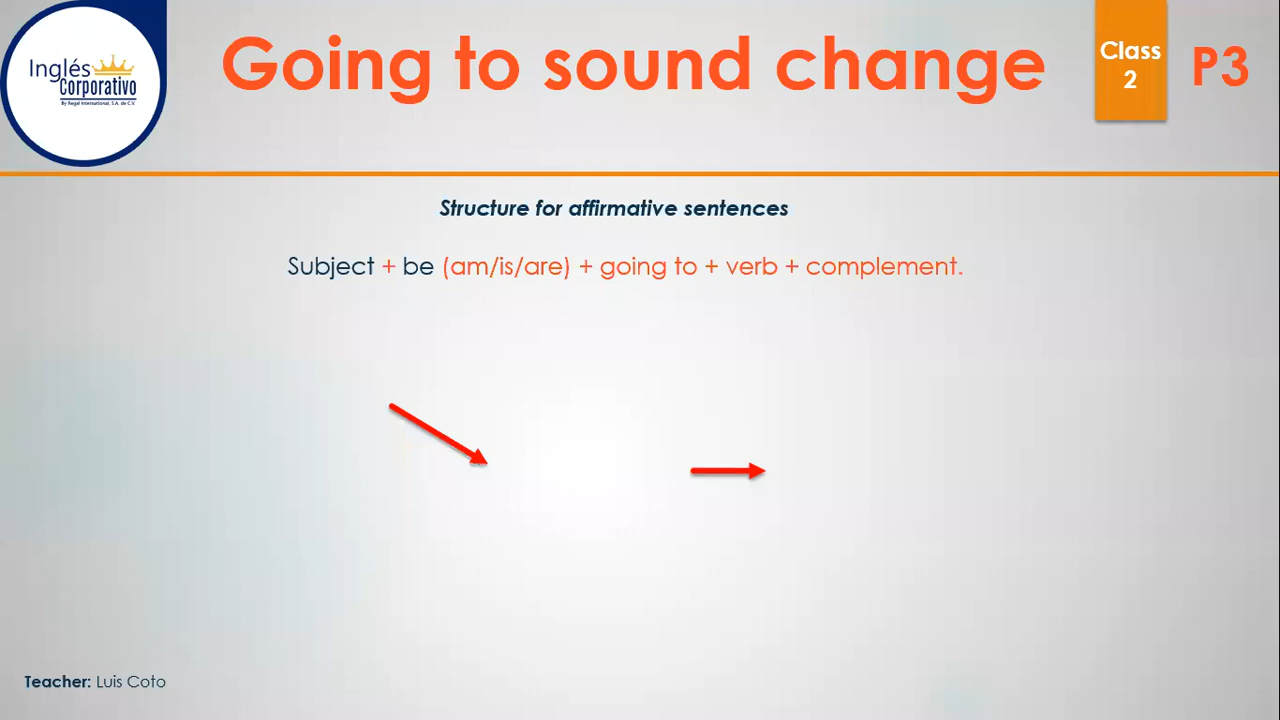 Inglés
Corporativo
By Regal International, S.A. de C.V.
Going to sound change
Class
2
P3
Structure for affirmative sentences
Subject + be (am/is/are) + going to + verb + complement.
Teacher: Luis Coto